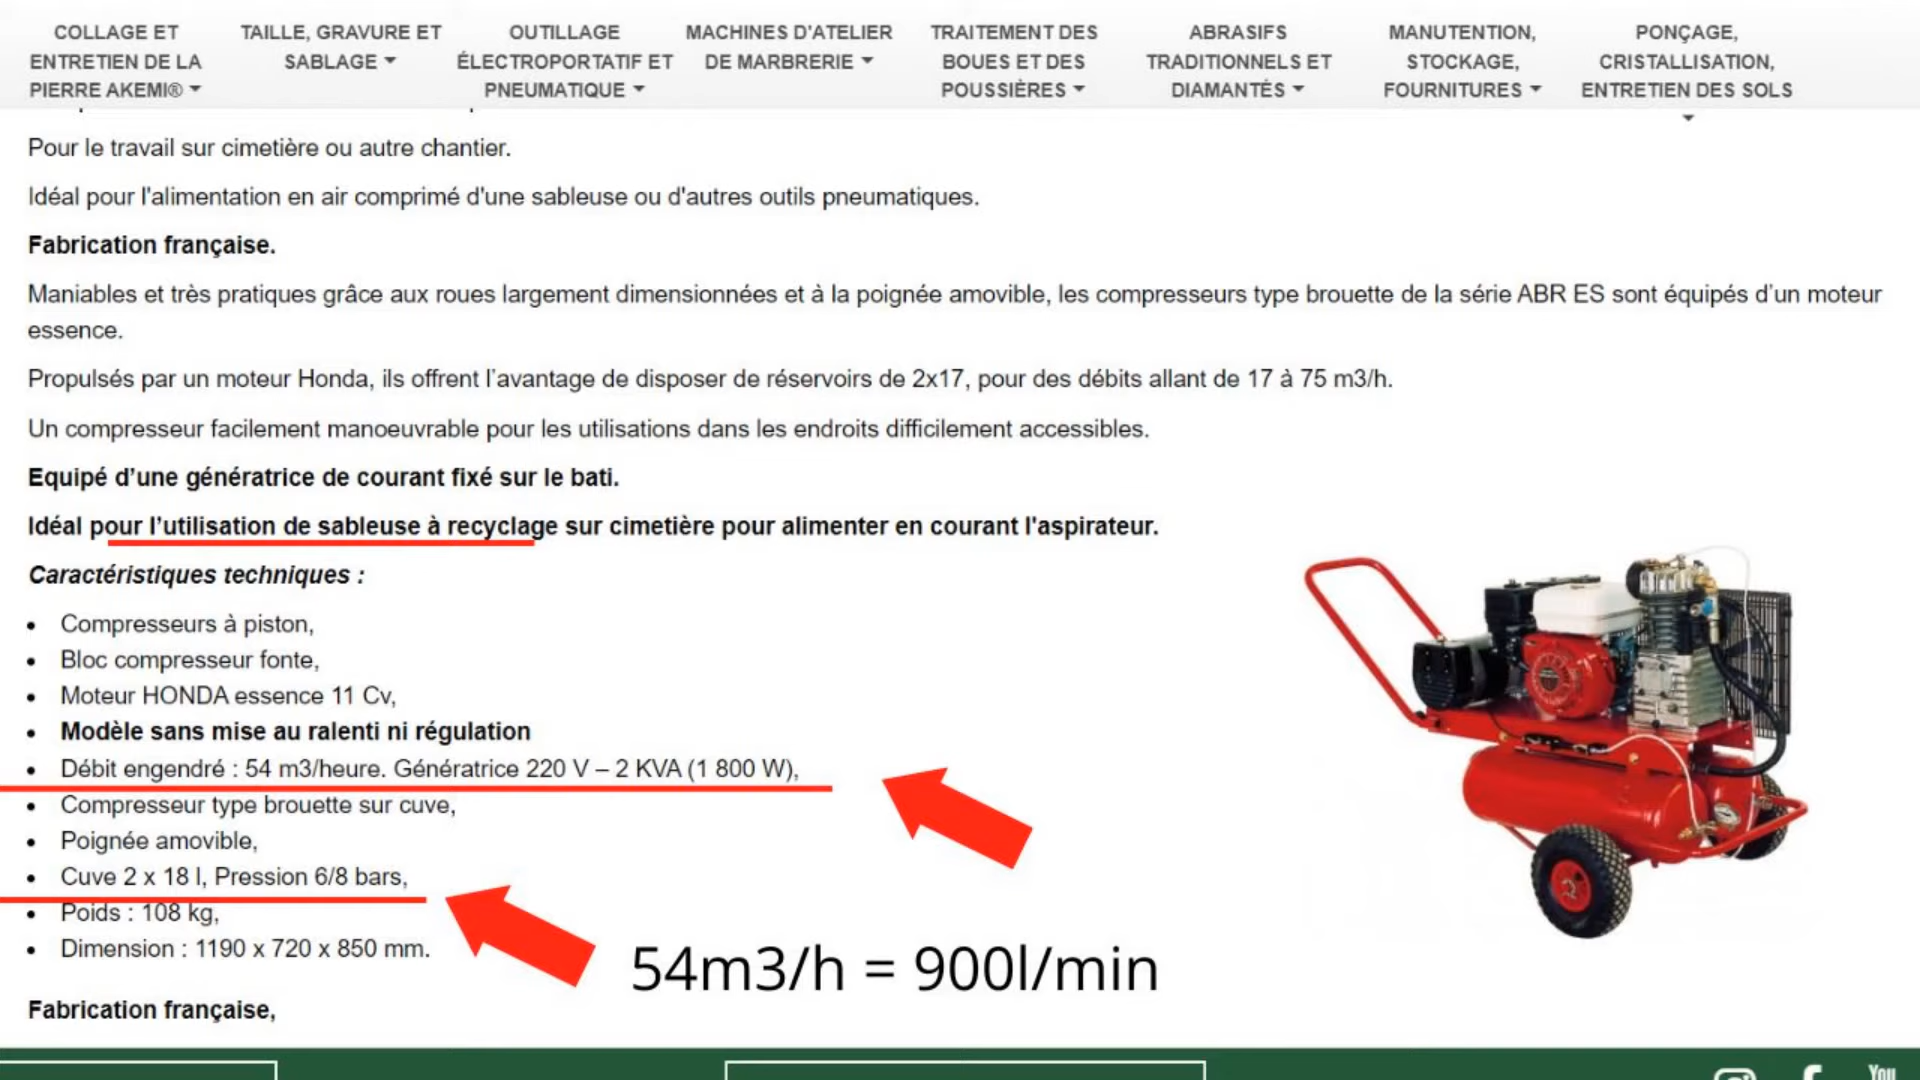 COLLAGE ET
ENTRETIEN DE LA
PIERRE AKEMI®
TAILLE, GRAVURE ET
SABLAGE
OUTILLAGE
ÉLECTROPORTATIF ET
PNEUMATIQUE
MACHINES D'ATELIER
DE MARBRERIE
TRAITEMENT DES
BOUES ET DES
POUSSIÈRES
ABRASIFS
TRADITIONNELS ET
DIAMANTÉS
MANUTENTION,
STOCKAGE,
FOURNITURES
PONÇAGE,
CRISTALLISATION,
ENTRETIEN DES SOLS
Pour le travail sur cimetière ou autre chantier.
Idéal pour l'alimentation en air comprimé d'une sableuse ou d'autres outils pneumatiques.
Fabrication française.
Maniables et très pratiques grâce aux roues largement dimensionnées et à la poignée amovible, les compresseurs type brouette de la série ABR ES sont équipés d’un moteur
essence.
Propulsés par un moteur Honda, ils offrent l’avantage de disposer de réservoirs de 2x17, pour des débits allant de 17 à 75 m3/h.
Un compresseur facilement manoeuvrable pour les utilisations dans les endroits difficilement accessibles.
Equipé d’une génératrice de courant fixé sur le bati.
Idéal pour l’utilisation de sableuse à recyclage sur cimetière pour alimenter en courant l'aspirateur.
Caractéristiques techniques :
• Compresseurs à piston,
• Bloc compresseur fonte,
• Moteur HONDA essence 11 Cv,
• Modèle sans mise au ralenti ni régulation
• Débit engendré : 54 m3/heure. Génératrice 220 V – 2 KVA (1 800 W),
• Compresseur type brouette sur cuve,
• Poignée amovible,
• Cuve 2 x 18 l, Pression 6/8 bars,
• Poids : 108 kg,
• Dimension : 1190 x 720 x 850 mm.
54m3/h = 900l/min
Fabrication française,
You